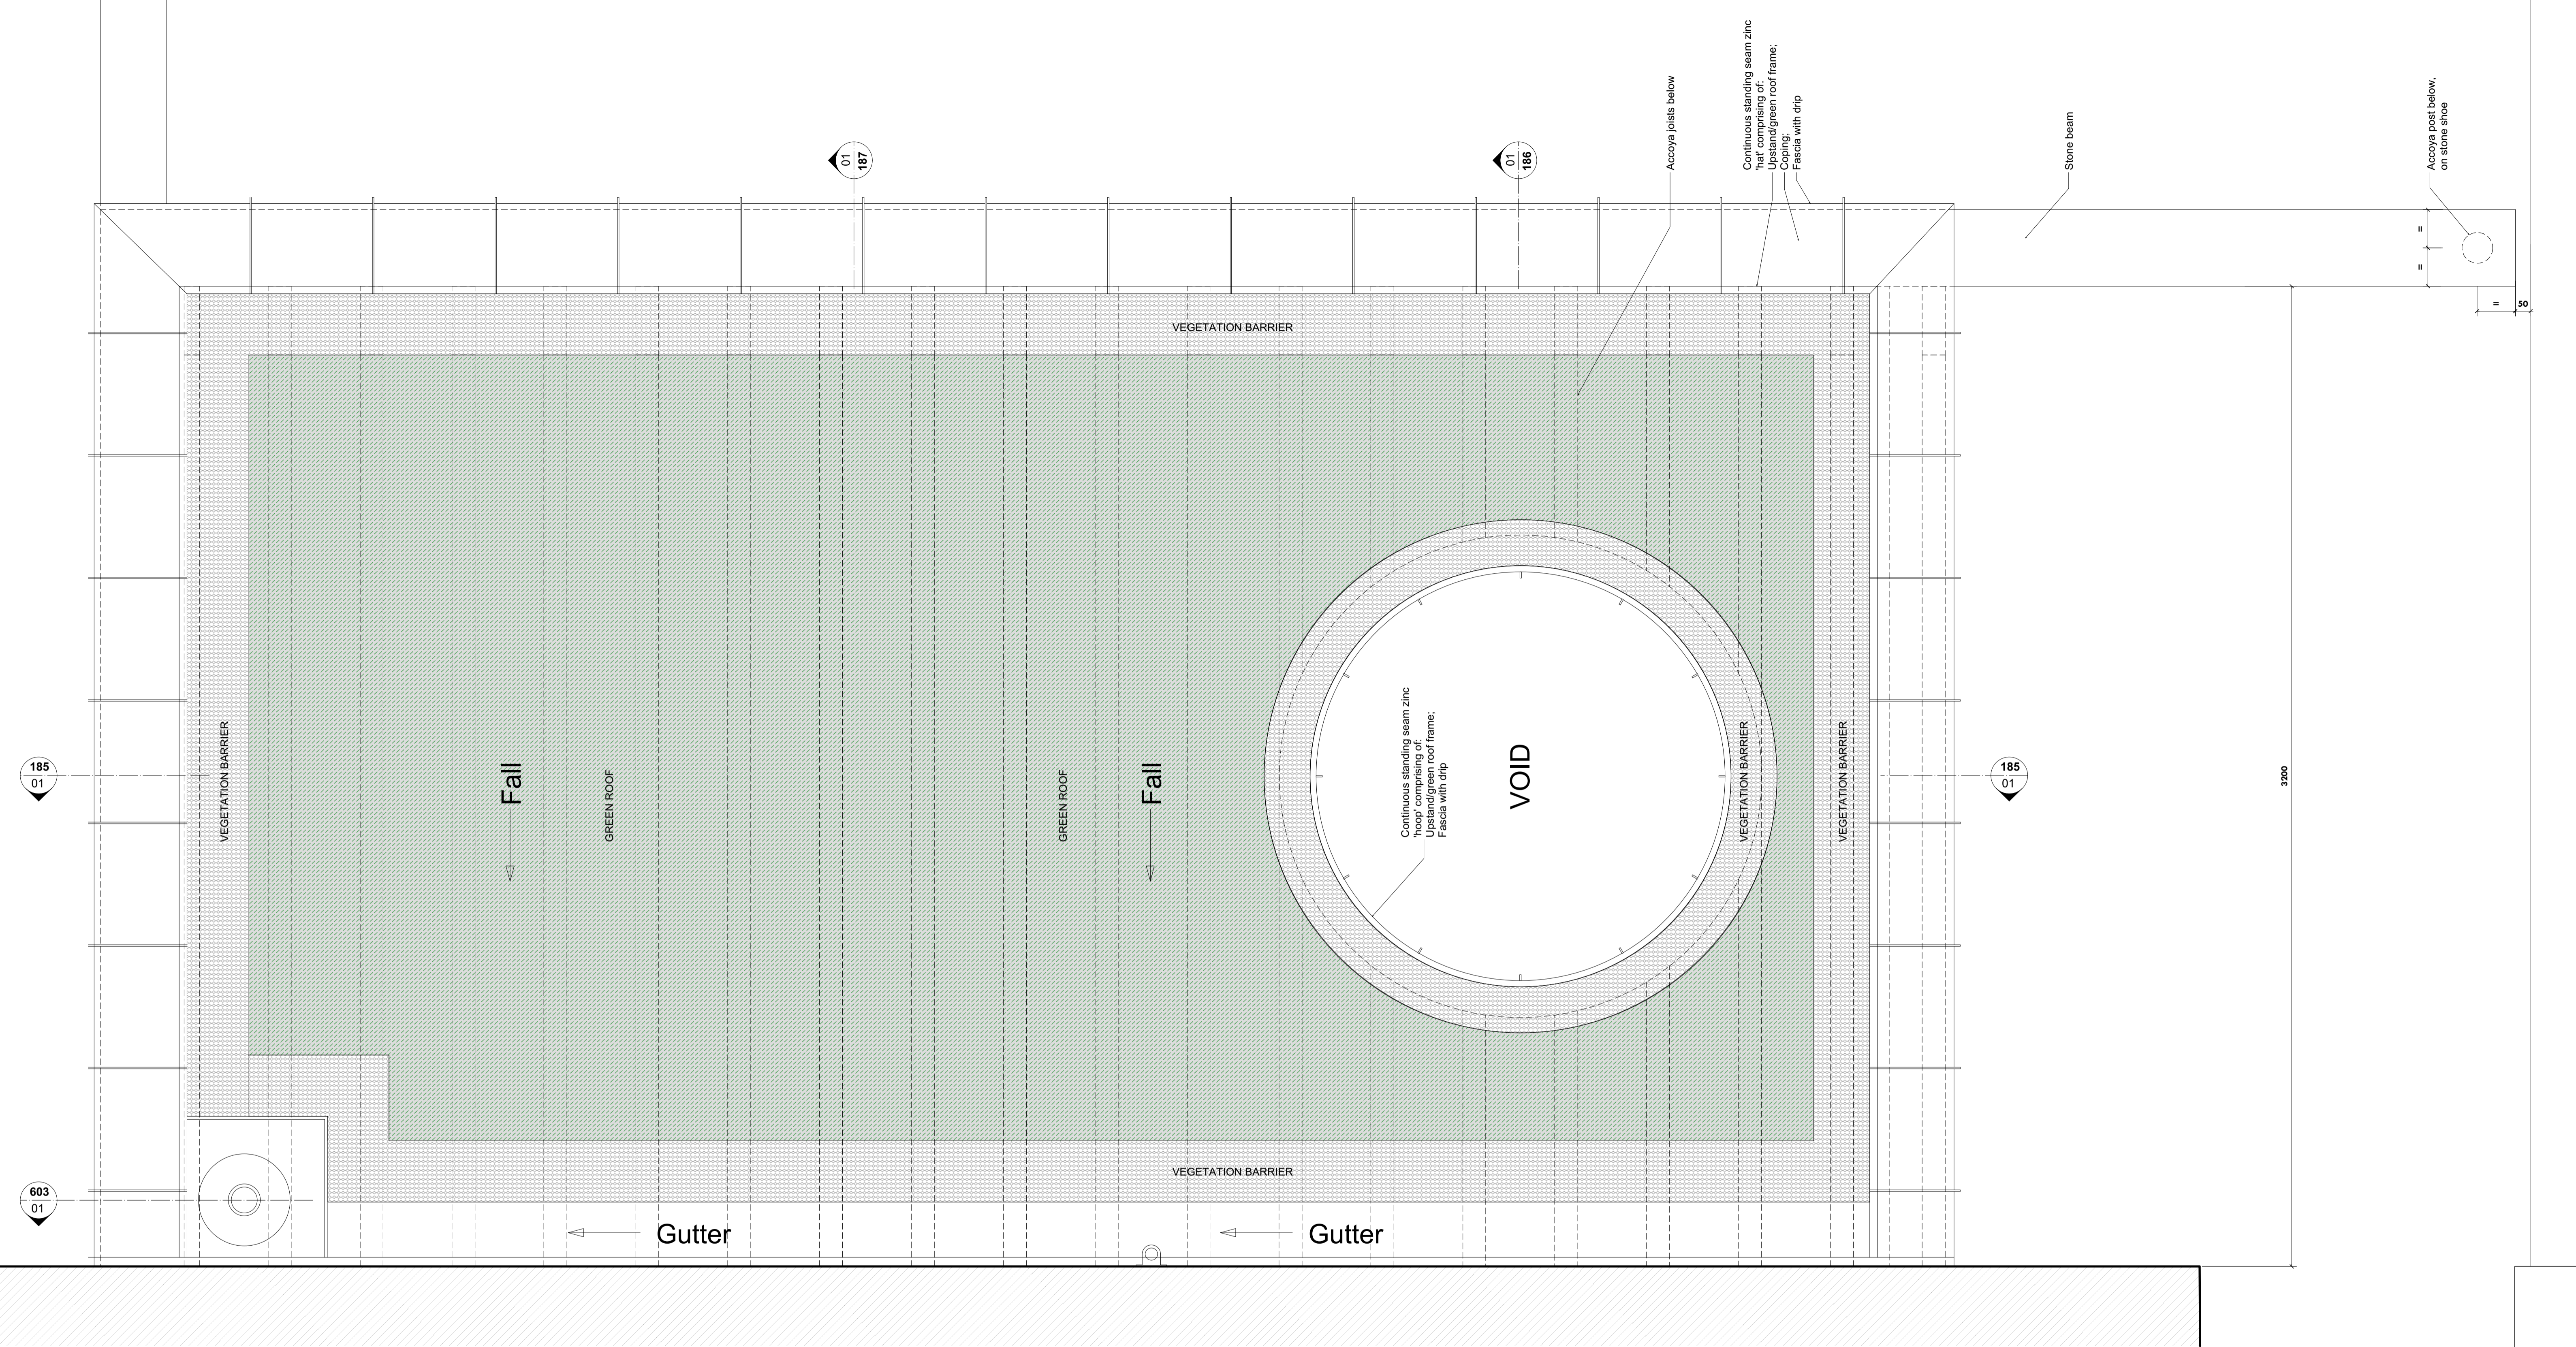 01
187
01
186
Accoya joists below
Continuous standing seam zinc
'hat' comprising of:
Upstand/green roof frame;
Coping;
Fascia with drip
Stone beam
Accoya post below,
on stone shoe
=
=
=
50
VEGETATION BARRIER
VEGETATION BARRIER
Fall
GREEN ROOF
GREEN ROOF
Fall
Continuous standing seam zinc
'hoop' comprising of:
Upstand/green roof frame;
Fascia with drip
VOID
VEGETATION BARRIER
VEGETATION BARRIER
185
01
185
01
3200
VEGETATION BARRIER
603
01
Gutter
Gutter